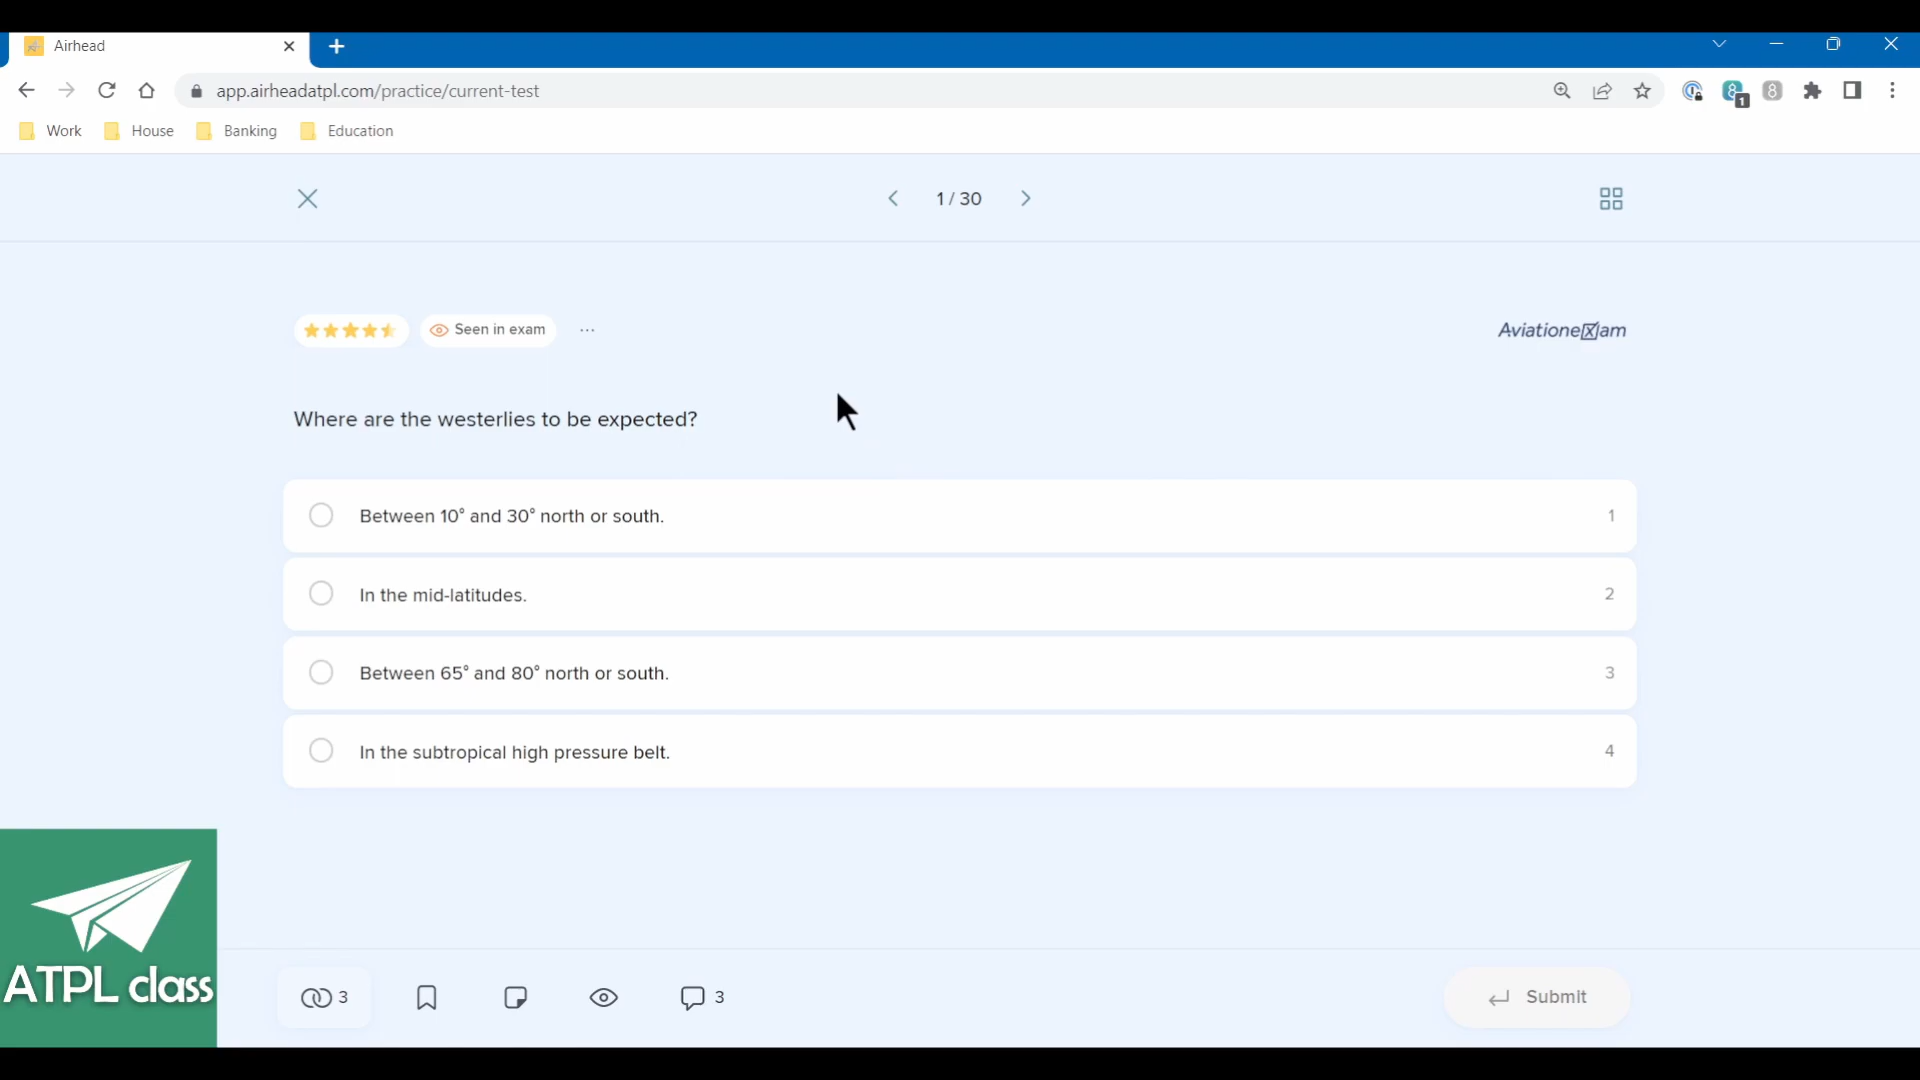 Airhead
app.airheadatpl.com/practice/current-test
1
Work House Banking Education
1 / 30
Seen in exam ...
Aviationexam
Where are the westerlies to be expected?
Between 10° and 30° north or south. 1
In the mid-latitudes. 2
Between 65° and 80° north or south. 3
In the subtropical high pressure belt. 4
ATPL class
3 3 Submit